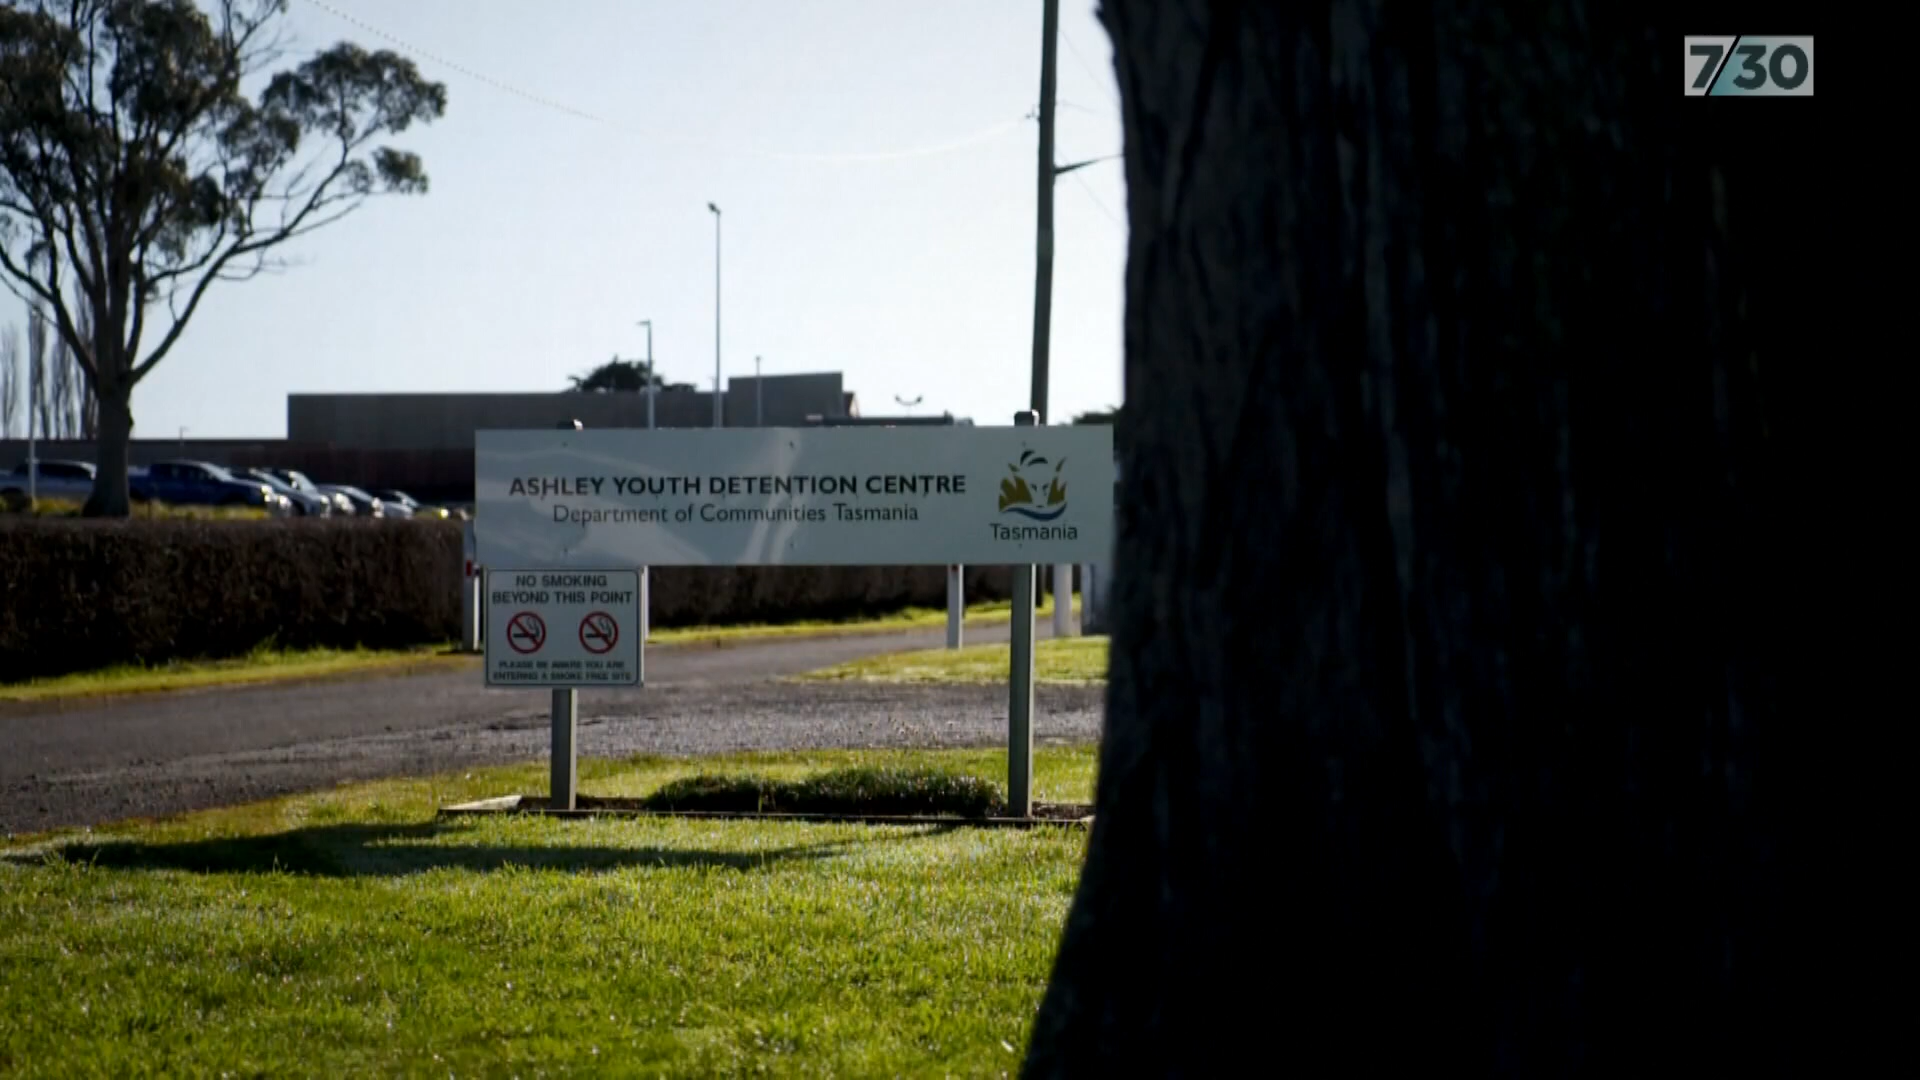 7/30
ASHLEY YOUTH DETENTION CENTRE
Department of Communities Tasmania
Tasmania
NO SMOKING
BEYOND THIS POINT
PLEASE BE AWARE YOU ARE
ENTERING A SMOKE FREE SITE